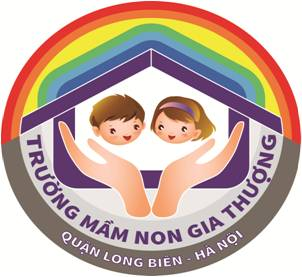 TRƯỜNG MẦM NON GIA THƯỢNG
QUẬN LONG BIÊN - HÀ NỘI